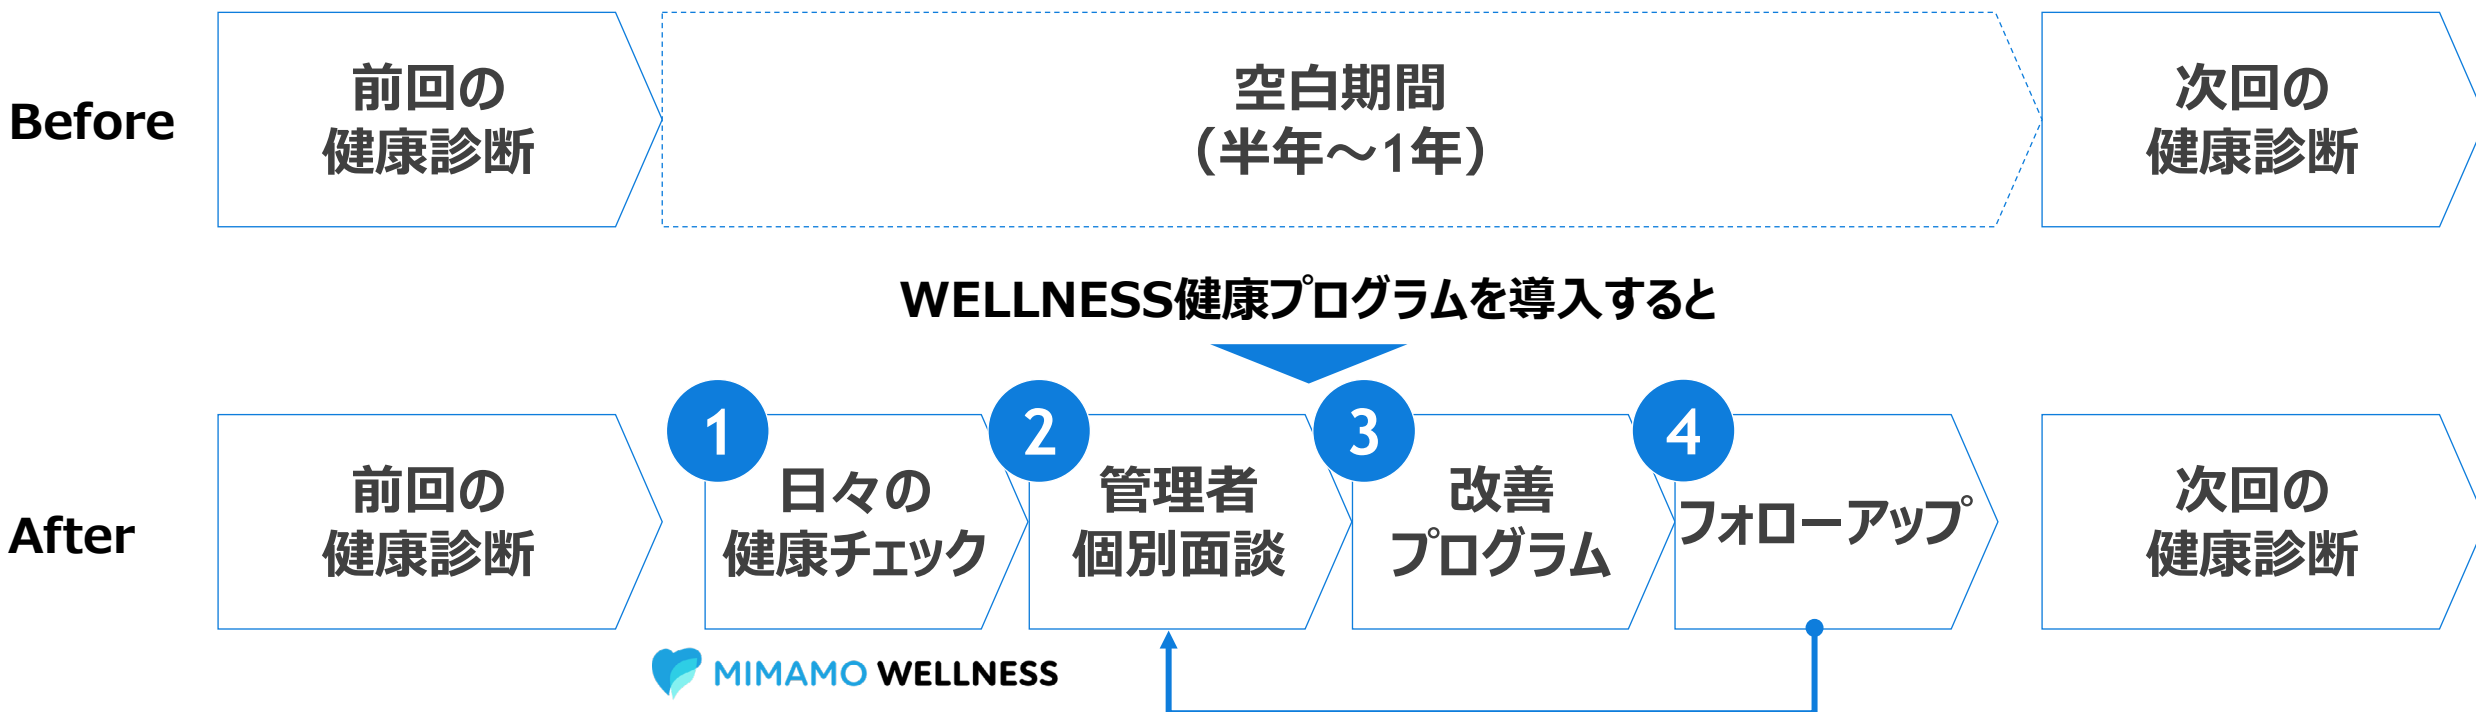 Before
前回の
健康診断
空白期間
（半年～1年）
次回の
健康診断
WELLNESS健康プログラムを導入すると
After
前回の
健康診断
1
日々の
健康チェック
2
管理者
個別面談
3
改善
プログラム
4
フォローアップ
次回の
健康診断
MIMAMO WELLNESS